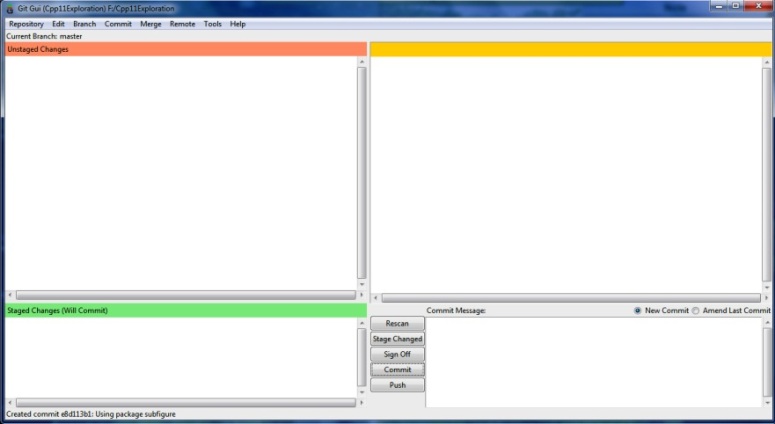 Git Gui (Cpp11Exploration) F:/Cpp11Exploration
Repository Edit Branch Commit Merge Remote Tools Help
Current Branch: master
Unstaged Changes
Staged Changes (Will Commit)
Commit Message:
New Commit
Amend Last Commit
Rescan
Stage Changed
Sign Off
Commit
Push
Created commit e8d113b1: Using package subfigure